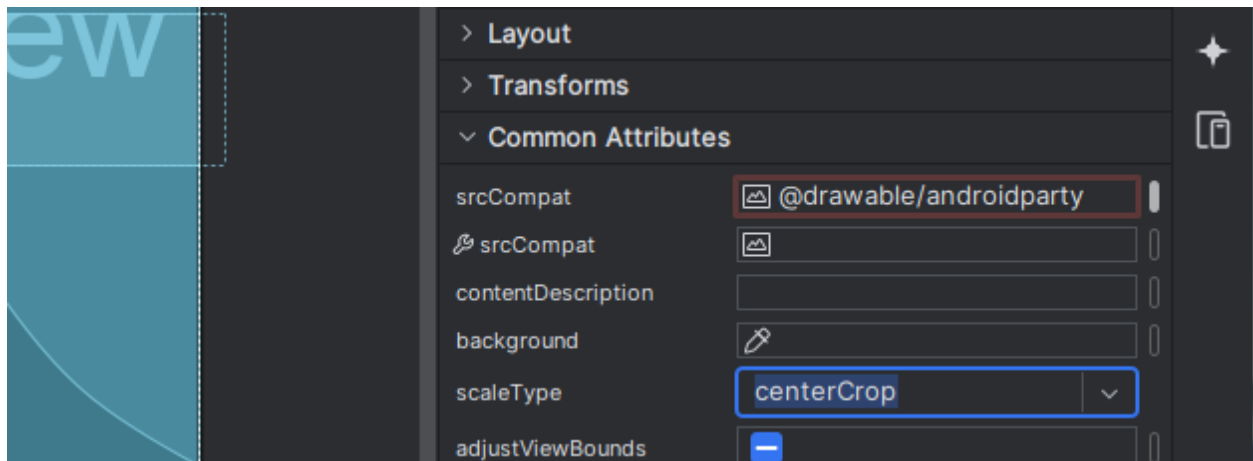 ew
Layout
Transforms
Common Attributes
srcCompat @drawable/androidparty
srcCompat
contentDescription
background
scaleType centerCrop
adjustViewBounds